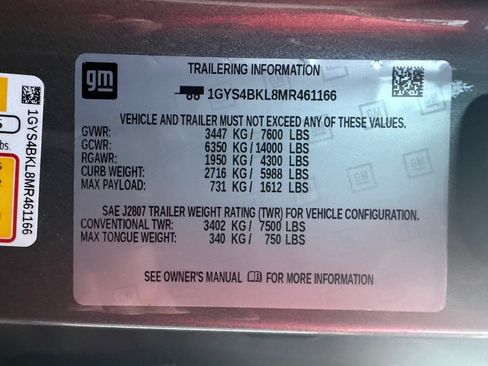 gm
TRAILERING INFORMATION
1GYS4BKL8MR461166
VEHICLE AND TRAILER MUST NOT EXCEED ANY OF THESE VALUES.
GVWR: 3447 KG / 7600 LBS
GCWR: 6350 KG / 14000 LBS
RGAWR: 1950 KG / 4300 LBS
CURB WEIGHT: 2716 KG / 5988 LBS
MAX PAYLOAD: 731 KG / 1612 LBS
SAE J2807 TRAILER WEIGHT RATING (TWR) FOR VEHICLE CONFIGURATION.
CONVENTIONAL TWR: 3402 KG / 7500 LBS
MAX TONGUE WEIGHT: 340 KG / 750 LBS
SEE OWNER'S MANUAL FOR MORE INFORMATION
1GYS4BKL8MR461166
bs.